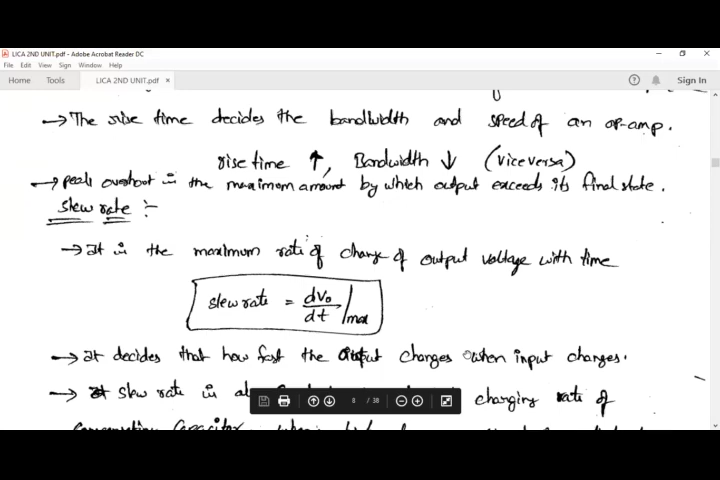 LICA 2ND UNIT.pdf - Adobe Acrobat Reader DC
File Edit View Sign Window Help
Home Tools LICA 2ND UNIT.pdf × Sign In
→ The rise time decides the bandwidth and speed of an op-amp.
rise time ↑, Bandwidth ↓ (Viceversa)
→ peak overshoot is the maximum amount by which output exceeds its final state.
Slew rate :-
→ It is the maximum rate of change of output voltage with time
slew rate = dVo/dt |max
→ It decides that how fast the output changes when input changes.
→ slew rate is changing rate of
8 / 38